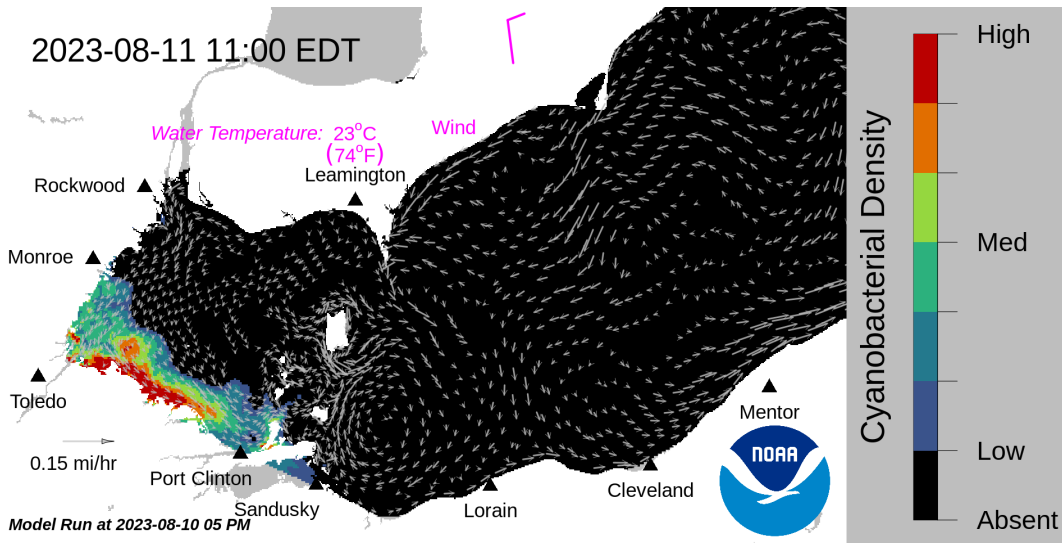 2023-08-11 11:00 EDT
High
Water Temperature: 23°C
(74°F)
Wind
Leamington
Rockwood
Monroe
Med
Cyanobacterial Density
Toledo
Mentor
NOAA
0.15 mi/hr
Port Clinton
Low
Sandusky
Lorain
Cleveland
Absent
Model Run at 2023-08-10 05 PM